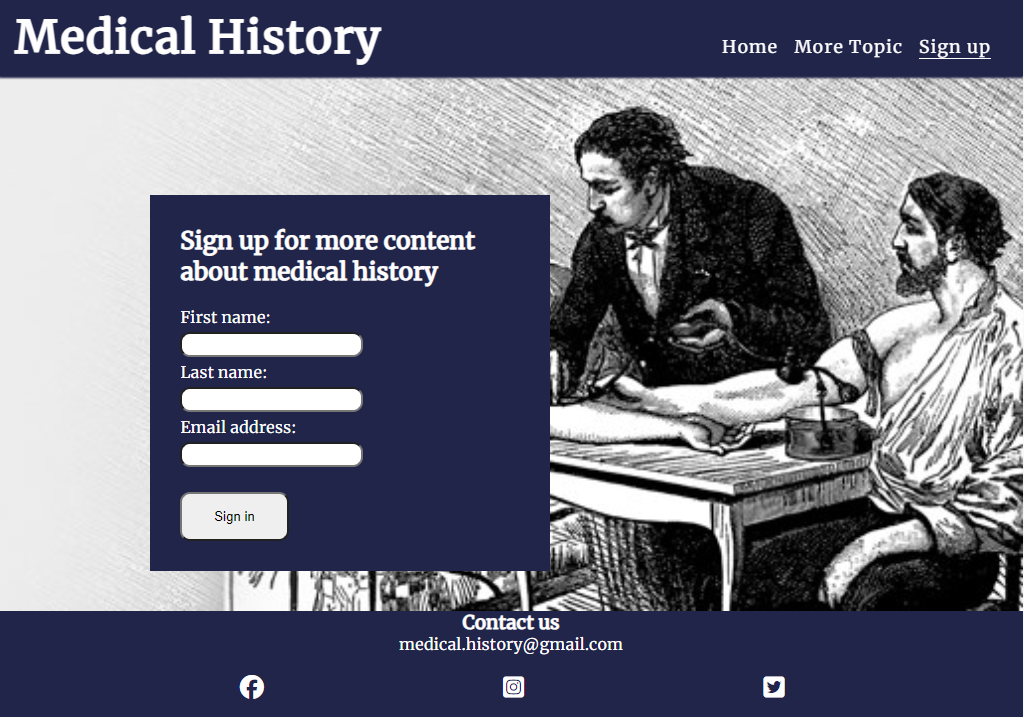 Medical History
Home More Topic Sign up
Sign up for more content
about medical history
First name:
Last name:
Email address:
Sign in
Contact us
medical.history@gmail.com